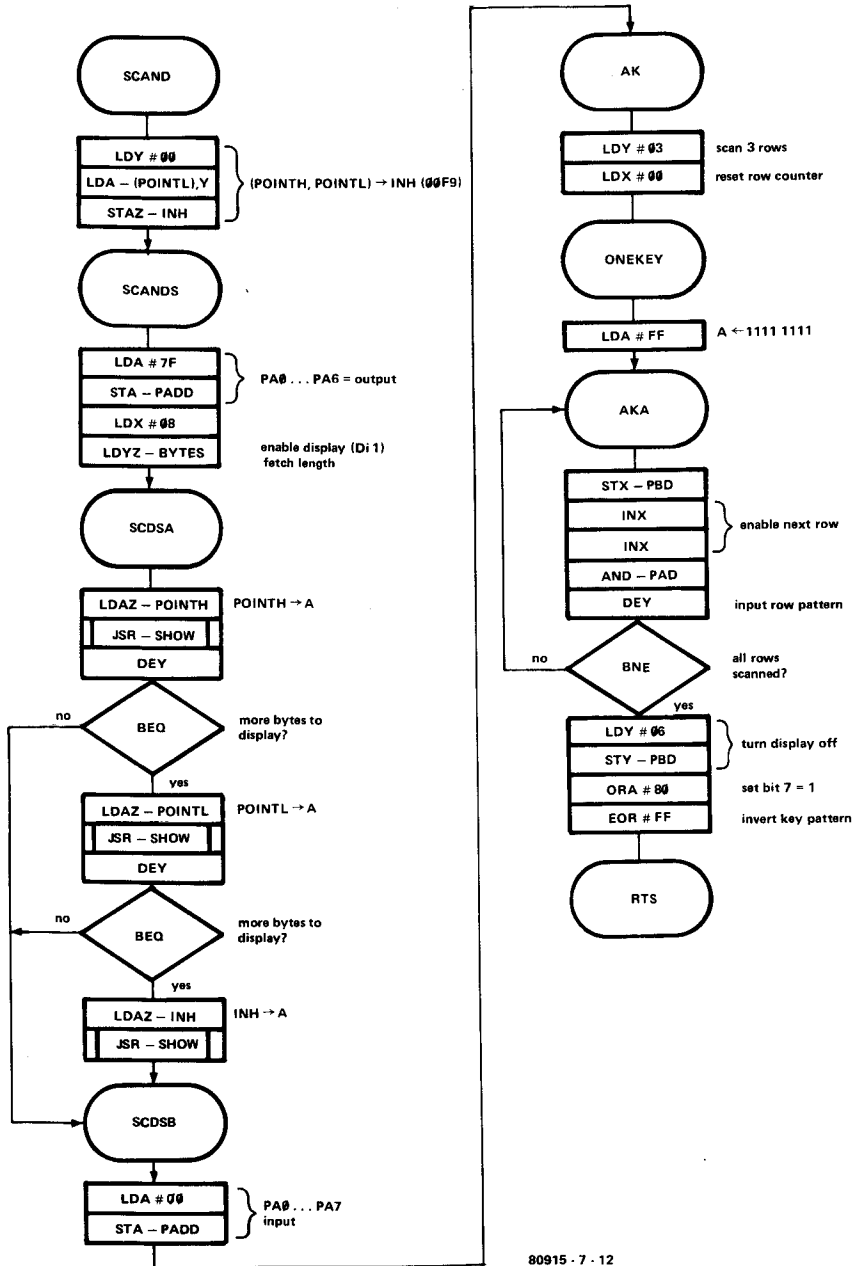 SCAND
LDY # 00
LDA – (POINTL),Y
STAZ – INH
(POINTH, POINTL) → INH (00F9)
SCANDS
LDA # 7F
STA – PADD
PA0 . . . PA6 = output
LDX # 08
LDYZ – BYTES
enable display (Di 1)
fetch length
SCDSA
LDAZ – POINTH
POINTH → A
JSR – SHOW
DEY
no
BEQ
more bytes to
display?
yes
LDAZ – POINTL
POINTL → A
JSR – SHOW
DEY
no
BEQ
more bytes to
display?
yes
LDAZ – INH
INH → A
JSR – SHOW
SCDSB
LDA # 00
STA – PADD
PA0 . . . PA7
input
AK
LDY # 03
scan 3 rows
LDX # 00
reset row counter
ONEKEY
LDA # FF
A ← 1111 1111
AKA
STX – PBD
INX
INX
enable next row
AND – PAD
DEY
input row pattern
no
BNE
all rows
scanned?
yes
LDY # 06
STY – PBD
turn display off
ORA # 80
set bit 7 = 1
EOR # FF
invert key pattern
RTS
80915 - 7 - 12